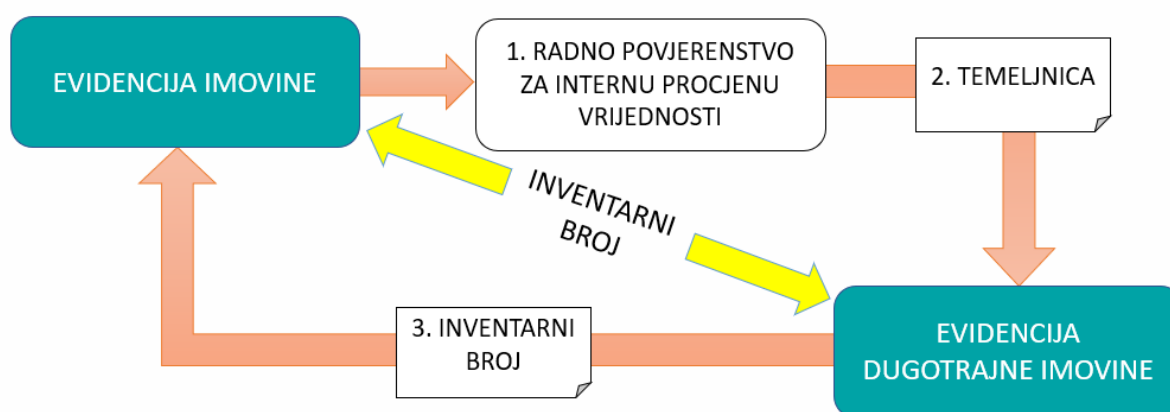 EVIDENCIJA IMOVINE
1. RADNO POVJERENSTVO
ZA INTERNU PROCJENU
VRIJEDNOSTI
2. TEMELJNICA
INVENTARNI
BROJ
3. INVENTARNI
BROJ
EVIDENCIJA
DUGOTRAJNE IMOVINE